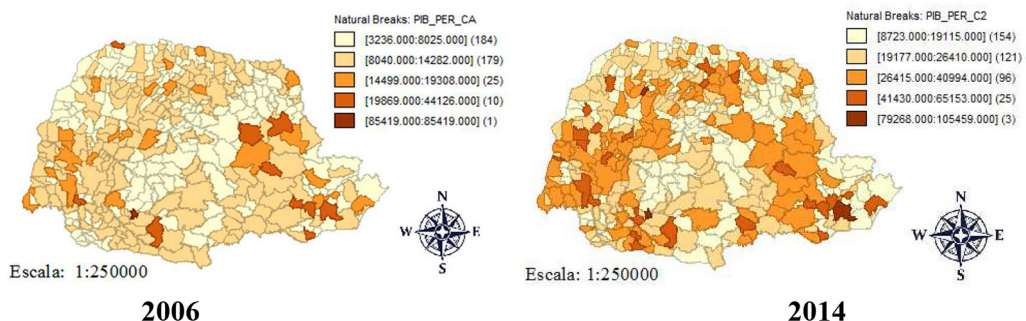 Natural Breaks: PIB_PER_CA
[3236.000:8025.000] (184)
[8040.000:14282.000] (179)
[14499.000:19308.000] (25)
[19869.000:44126.000] (10)
[85419.000:85419.000] (1)
N
W E
S
Escala: 1:250000
2006
Natural Breaks: PIB_PER_C2
[8723.000:19115.000] (154)
[19177.000:26410.000] (121)
[26415.000:40994.000] (96)
[41430.000:65153.000] (25)
[79268.000:105459.000] (3)
N
W E
S
Escala: 1:250000
2014